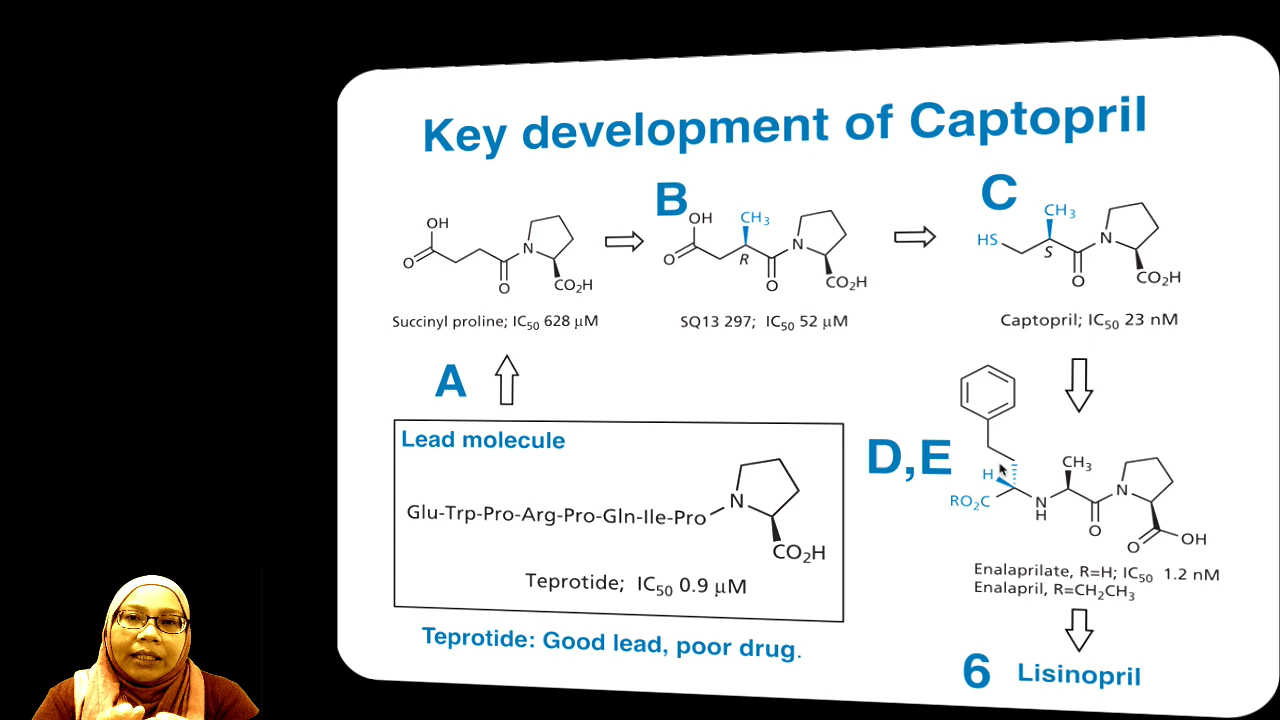 Key development of Captopril
B
C
OH
O
N
O
CO₂H
Succinyl proline; IC₅₀ 628 µM
OH
CH₃
O
R
N
O
CO₂H
SQ13 297; IC₅₀ 52 µM
CH₃
HS
S
N
O
CO₂H
Captopril; IC₅₀ 23 nM
A
Lead molecule
Glu-Trp-Pro-Arg-Pro-Gln-Ile-Pro
N
CO₂H
Teprotide; IC₅₀ 0.9 µM
Teprotide: Good lead, poor drug.
D,E
H
CH₃
RO₂C
N
H
O
N
O
OH
Enalaprilate, R=H; IC₅₀ 1.2 nM
Enalapril, R=CH₂CH₃
6 Lisinopril